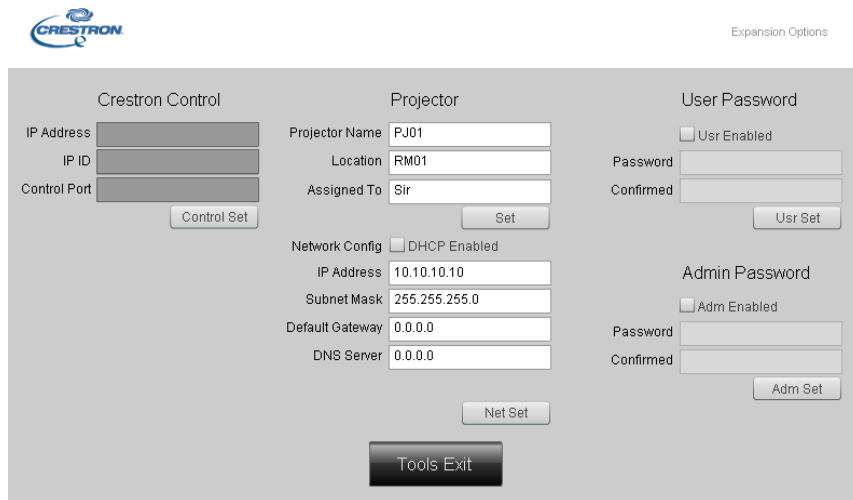 CRESTRON
Expansion Options
Crestron Control
IP Address
IP ID
Control Port
Control Set
Projector
Projector Name PJ01
Location RM01
Assigned To Sir
Set
Network Config DHCP Enabled
IP Address 10.10.10.10
Subnet Mask 255.255.255.0
Default Gateway 0.0.0.0
DNS Server 0.0.0.0
Net Set
User Password
Usr Enabled
Password
Confirmed
Usr Set
Admin Password
Adm Enabled
Password
Confirmed
Adm Set
Tools Exit